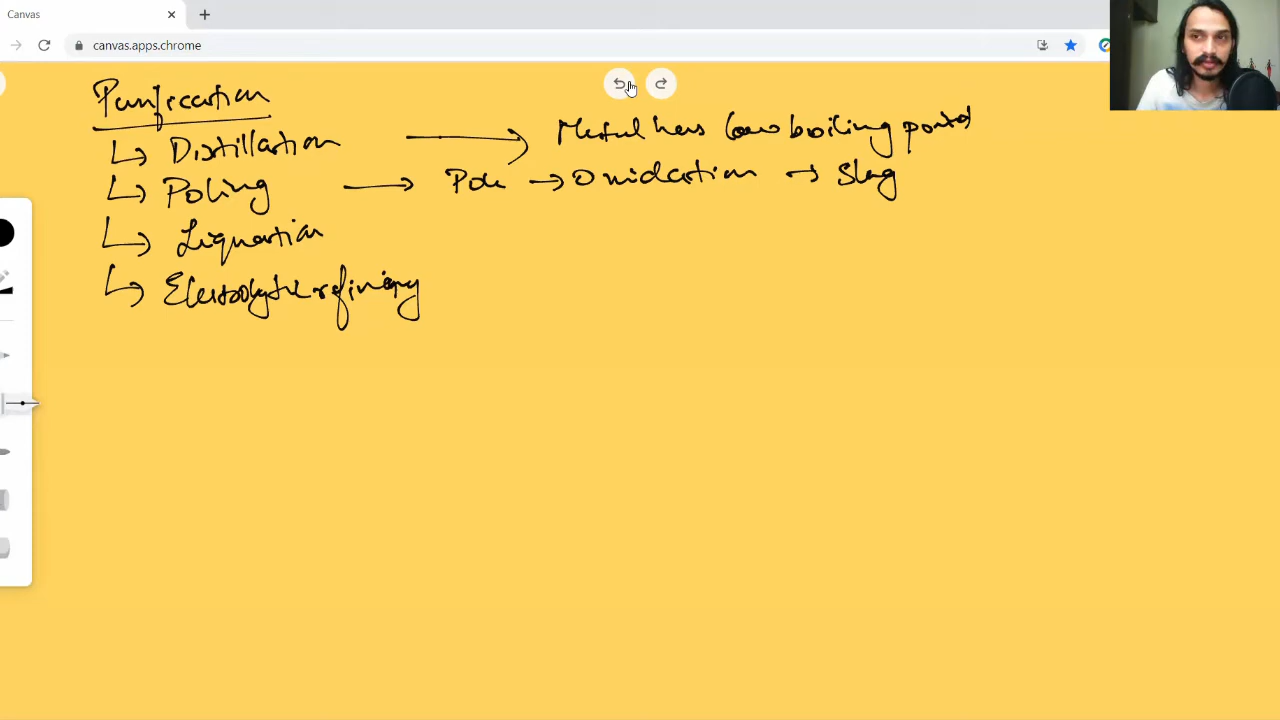 Canvas
canvas.apps.chrome
Purification
↳ Distillation → Metal has low boiling point
↳ Poling → Pole → Oxidation → Slag
↳ Liquation
↳ Electrolytic refining